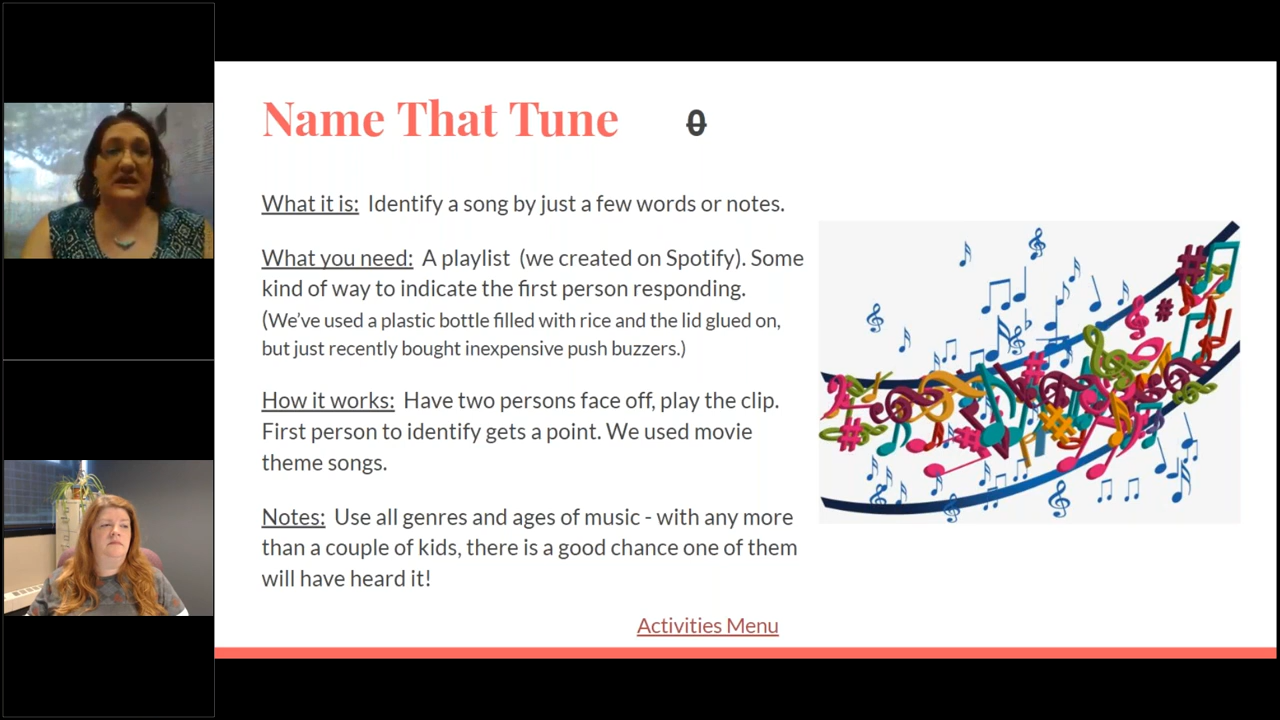 Name That Tune 0
What it is: Identify a song by just a few words or notes.
What you need: A playlist (we created on Spotify). Some
kind of way to indicate the first person responding.
(We’ve used a plastic bottle filled with rice and the lid glued on,
but just recently bought inexpensive push buzzers.)
How it works: Have two persons face off, play the clip.
First person to identify gets a point. We used movie
theme songs.
Notes: Use all genres and ages of music - with any more
than a couple of kids, there is a good chance one of them
will have heard it!
Activities Menu